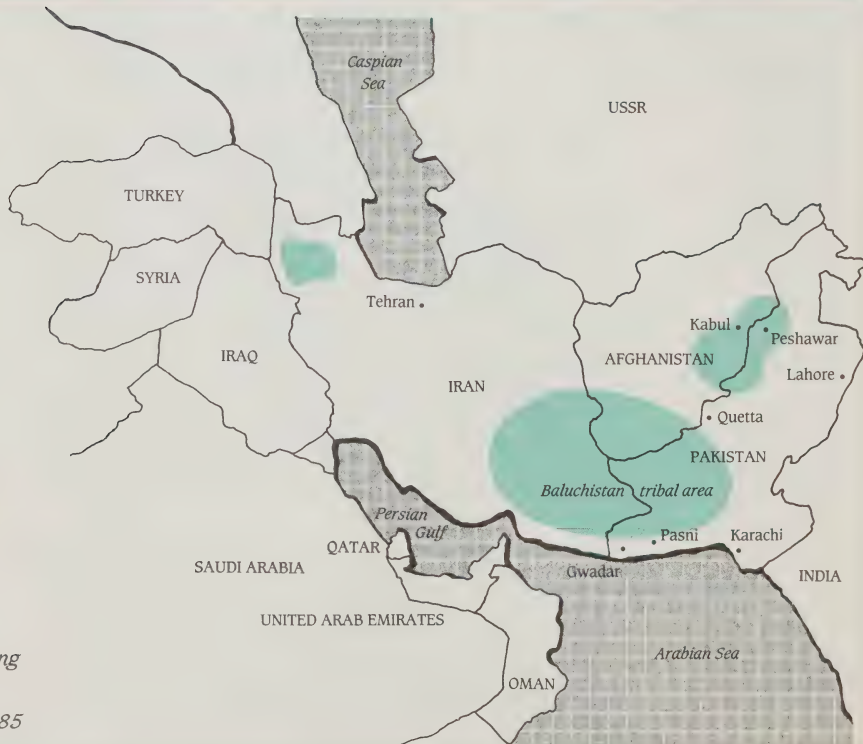 Caspian
Sea
USSR
TURKEY
SYRIA
Tehran
IRAQ
IRAN
Kabul
Peshawar
AFGHANISTAN
Lahore
Quetta
PAKISTAN
Baluchistan tribal area
Persian
Gulf
Pasni
Karachi
QATAR
Gwadar
SAUDI ARABIA
INDIA
UNITED ARAB EMIRATES
Arabian Sea
OMAN
85